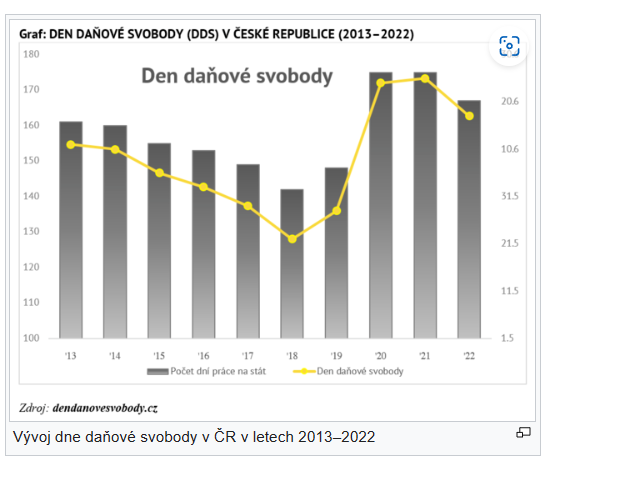 Graf: DEN DAŇOVÉ SVOBODY (DDS) V ČESKÉ REPUBLICE (2013–2022)
Den daňové svobody
180
170
160
150
140
130
120
110
100
20.6
10.6
31.5
21.5
11.5
1.5
'13 '14 '15 '16 '17 '18 '19 '20 '21 '22
Počet dní práce na stát Den daňové svobody
Zdroj: dendanovesvobody.cz
Vývoj dne daňové svobody v ČR v letech 2013–2022